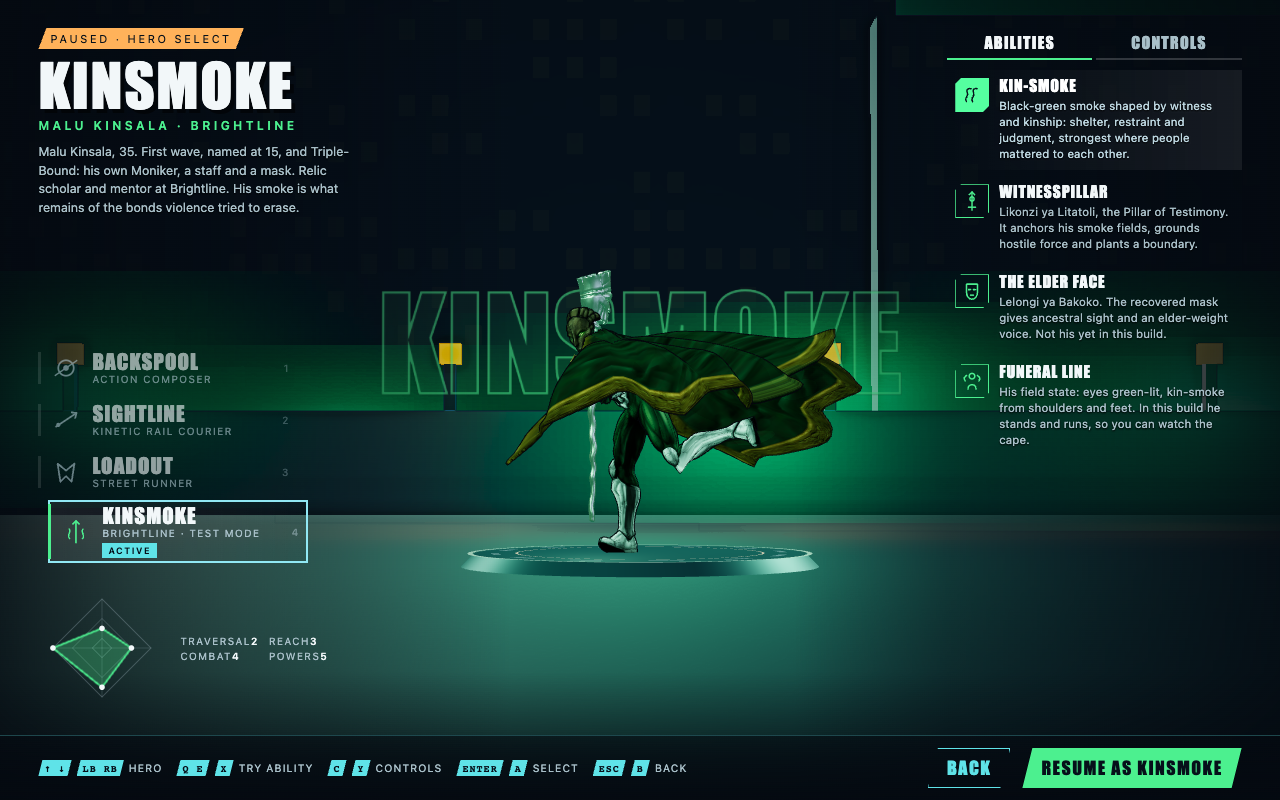 PAUSED · HERO SELECT
KINSMOKE
MALU KINSALA · BRIGHTLINE
Malu Kinsala, 35. First wave, named at 15, and Triple-
Bound: his own Moniker, a staff and a mask. Relic
scholar and mentor at Brightline. His smoke is what
remains of the bonds violence tried to erase.
KINSMOKE
BACKSPOOL
ACTION COMPOSER
1
SIGHTLINE
KINETIC RAIL COURIER
2
LOADOUT
STREET RUNNER
3
KINSMOKE
BRIGHTLINE · TEST MODE
4
ACTIVE
TRAVERSAL2 REACH3
COMBAT4 POWERS5
ABILITIES CONTROLS
KIN-SMOKE
Black-green smoke shaped by witness
and kinship: shelter, restraint and
judgment, strongest where people
mattered to each other.
WITNESSPILLAR
Likonzi ya Litatoli, the Pillar of Testimony.
It anchors his smoke fields, grounds
hostile force and plants a boundary.
THE ELDER FACE
Lelongi ya Bakoko. The recovered mask
gives ancestral sight and an elder-weight
voice. Not his yet in this build.
FUNERAL LINE
His field state: eyes green-lit, kin-smoke
from shoulders and feet. In this build he
stands and runs, so you can watch the
cape.
↑ ↓ LB RB HERO Q E X TRY ABILITY C Y CONTROLS ENTER A SELECT ESC B BACK
BACK
RESUME AS KINSMOKE